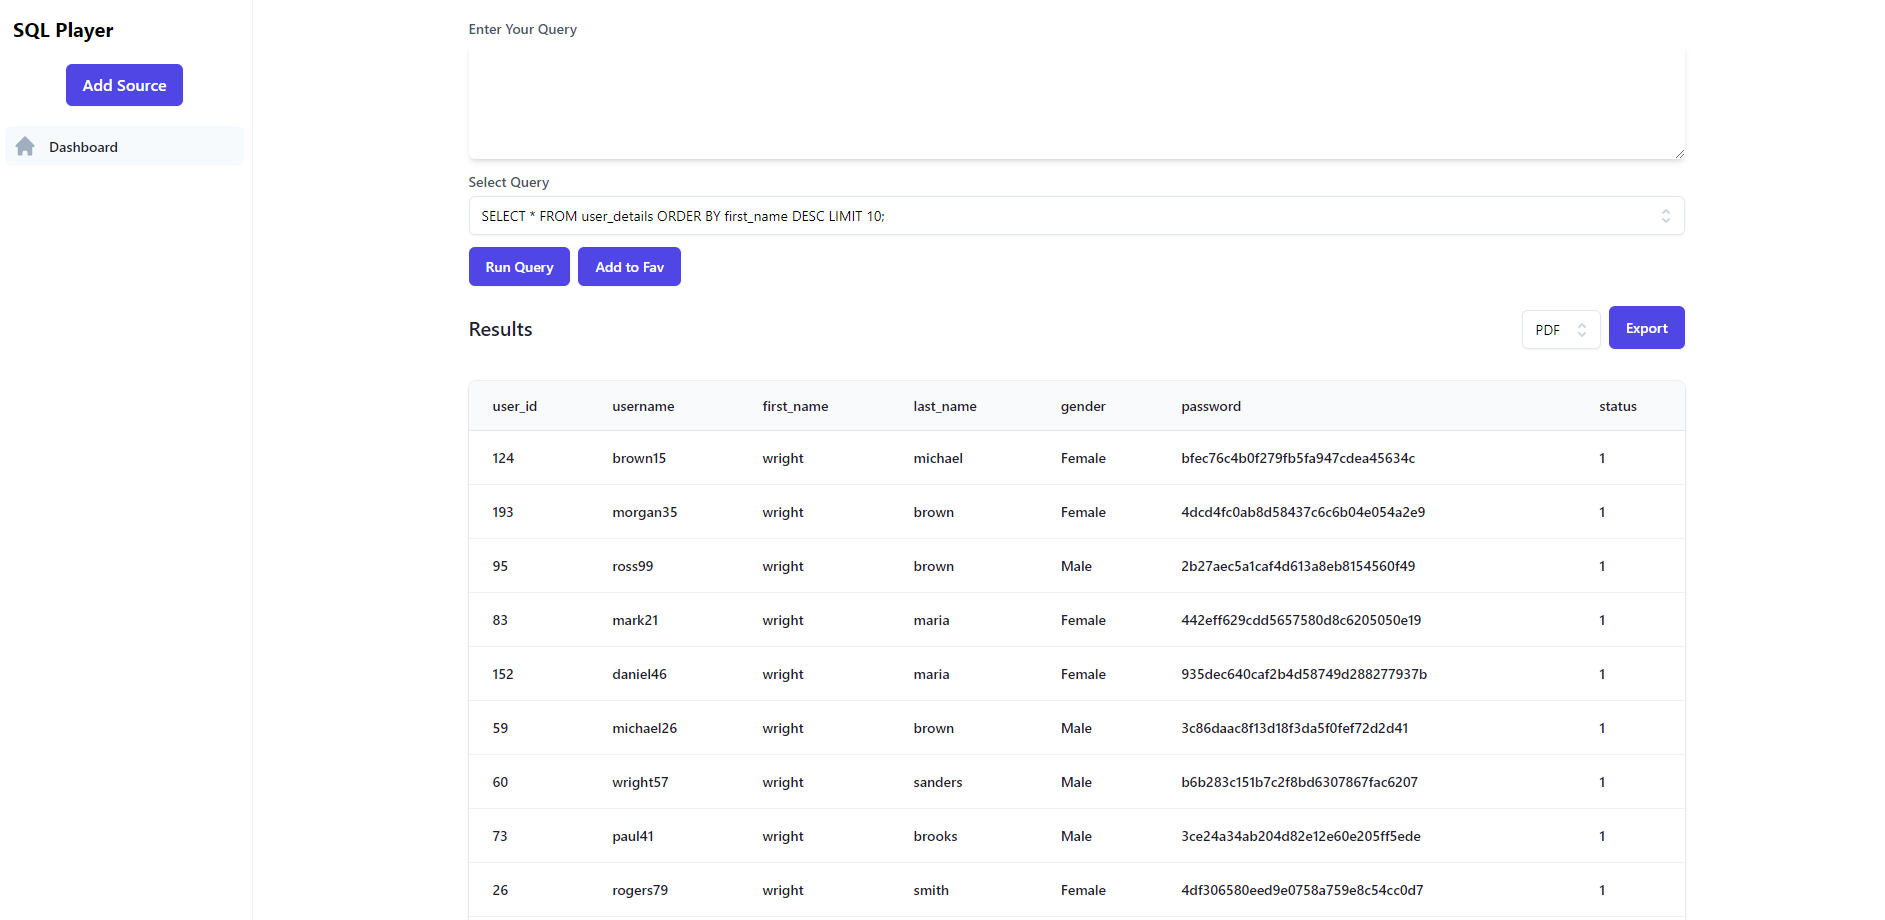 SQL Player
Add Source
Dashboard
Enter Your Query
Select Query
SELECT * FROM user_details ORDER BY first_name DESC LIMIT 10;
Run Query Add to Fav
Results PDF Export
user_id username first_name last_name gender password status
124 brown15 wright michael Female bfec76c4b0f279fb5fa947cdea45634c 1
193 morgan35 wright brown Female 4dcd4fc0ab8d58437c6c6b04e054a2e9 1
95 ross99 wright brown Male 2b27aec5a1caf4d613a8eb8154560f49 1
83 mark21 wright maria Female 442eff629cdd5657580d8c6205050e19 1
152 daniel46 wright maria Female 935dec640caf2b4d58749d288277937b 1
59 michael26 wright brown Male 3c86daac8f13d18f3da5f0fef72d2d41 1
60 wright57 wright sanders Male b6b283c151b7c2f8bd6307867fac6207 1
73 paul41 wright brooks Male 3ce24a34ab204d82e12e60e205ff5ede 1
26 rogers79 wright smith Female 4df306580eed9e0758a759e8c54cc0d7 1